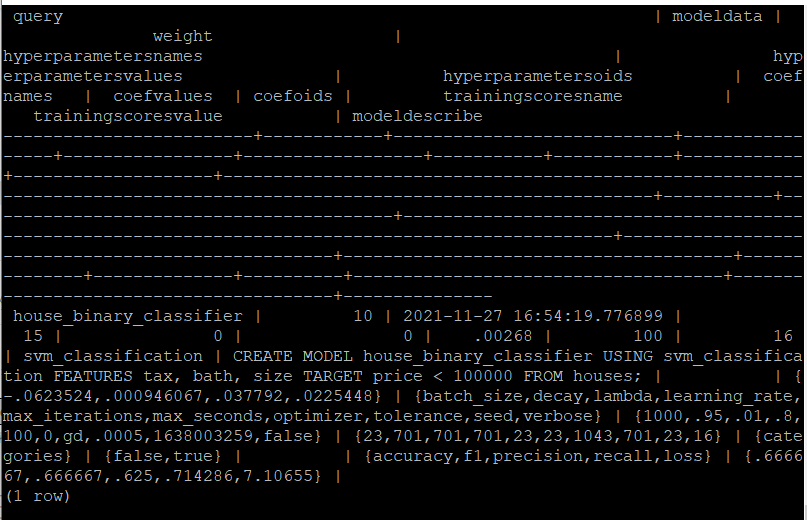 query | modeldata |
weight |
hyperparametersnames | hyp
erparametersvalues | hyperparametersoids | coef
names | coefvalues | coefoids | trainingscoresname |
trainingscoresvalue | modeldescribe
-------------------------+------------+----------------------------+------------
-----+------------------+------------------+-----------+------------+-----------
+--------------------+----------------------------------------------------------
-----------------------------------------------------------------+-----------+--
---------------------------------------+----------------------------------------
-------------------------------------------------------------+------------------
---------------------------------+---------------------------------------+------
--------+--------------+----------+-------------------------------------+-------
---------------------------------+---------------
house_binary_classifier | 10 | 2021-11-27 16:54:19.776899 |
15 | 0 | 0 | .00268 | 100 | 16
| svm_classification | CREATE MODEL house_binary_classifier USING svm_classifica
tion FEATURES tax, bath, size TARGET price < 100000 FROM houses; | | {
-.0623524,.000946067,.037792,.0225448} | {batch_size,decay,lambda,learning_rate,
max_iterations,max_seconds,optimizer,tolerance,seed,verbose} | {1000,.95,.01,.8,
100,0,gd,.0005,1638003259,false} | {23,701,701,701,23,23,1043,701,23,16} | {cate
gories} | {false,true} | | {accuracy,f1,precision,recall,loss} | {.6666
67,.666667,.625,.714286,7.10655} |
(1 row)